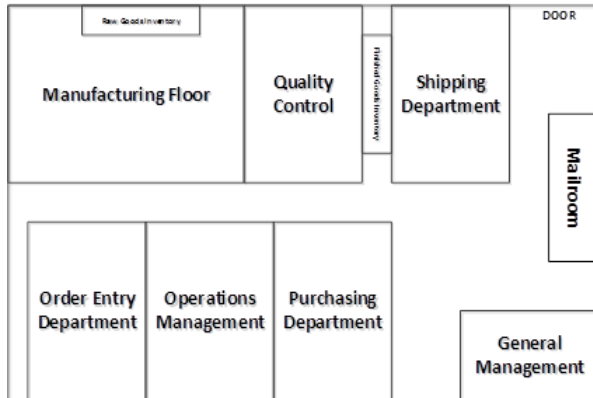 Raw Goods Inventory
DOOR
Manufacturing Floor
Quality
Control
Finished Goods Inventory
Shipping
Department
Mailroom
Order Entry
Department
Operations
Management
Purchasing
Department
General
Management